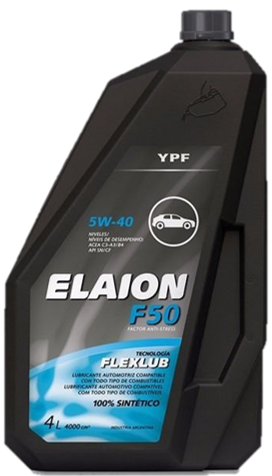 YPF
5W-40
NIVELES/
NIVEIS DE DESEMPENHO:
ACEA C3-A3/B4
API SN/CF
ELAION
F50
FACTOR ANTI-STRESS
TECNOLOGÍA
FLEXLUB
LUBRICANTE AUTOMOTRIZ COMPATIBLE
CON TODO TIPO DE COMBUSTIBLES
LUBRIFICANTE AUTOMOTIVO COMPATÍVEL
COM TODO TIPO DE COMBUSTÍVEIS
100% SINTÉTICO
4L 4000 cm³ INDUSTRIA ARGENTINA